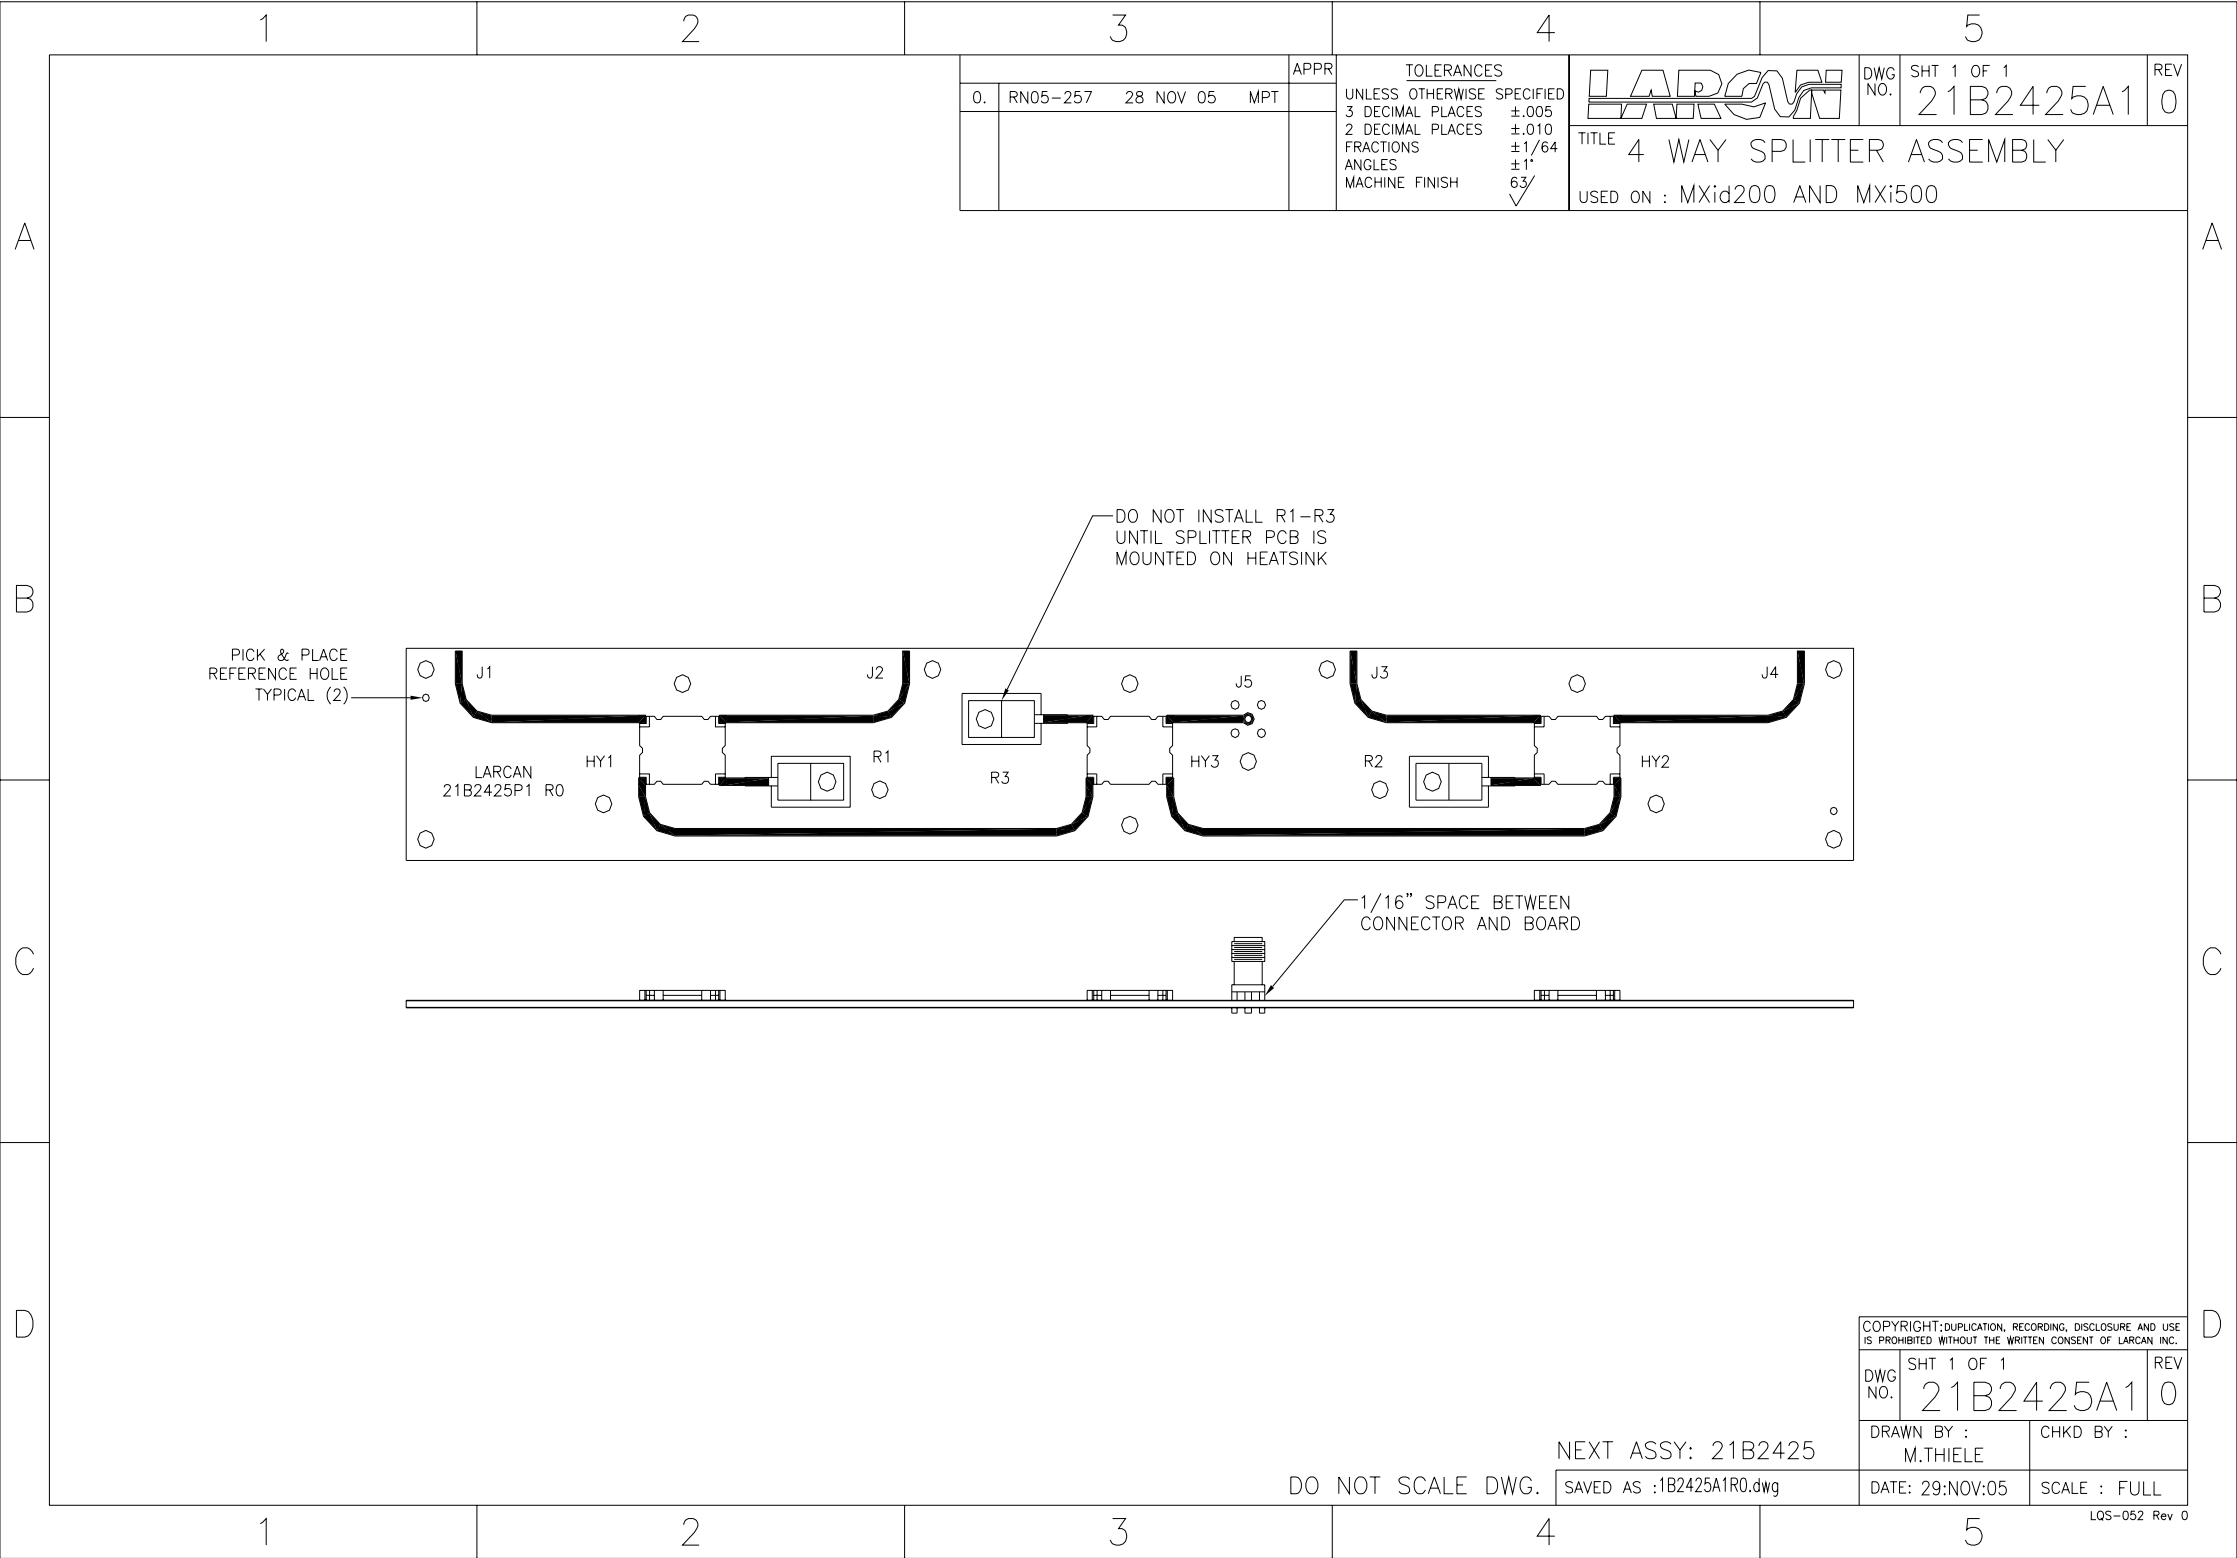 1 2 3 4 5
APPR
0. RN05-257 28 NOV 05 MPT
TOLERANCES
UNLESS OTHERWISE SPECIFIED
3 DECIMAL PLACES ±.005
2 DECIMAL PLACES ±.010
FRACTIONS ±1/64
ANGLES ±1°
MACHINE FINISH 63/
LARCAN
DWG NO.
SHT 1 OF 1
21B2425A1
REV
0
TITLE 4 WAY SPLITTER ASSEMBLY
USED ON : MXid200 AND MXi500
A A
DO NOT INSTALL R1-R3
UNTIL SPLITTER PCB IS
MOUNTED ON HEATSINK
B B
PICK & PLACE
REFERENCE HOLE
TYPICAL (2)
J1 J2 J5 J3 J4
HY1 R1 R3 HY3 R2 HY2
LARCAN
21B2425P1 R0
1/16" SPACE BETWEEN
CONNECTOR AND BOARD
C C
D D
COPYRIGHT:DUPLICATION, RECORDING, DISCLOSURE AND USE
IS PROHIBITED WITHOUT THE WRITTEN CONSENT OF LARCAN INC.
DWG NO.
SHT 1 OF 1
21B2425A1
REV
0
DRAWN BY :
M.THIELE
CHKD BY :
NEXT ASSY: 21B2425
DO NOT SCALE DWG.
SAVED AS :1B2425A1R0.dwg
DATE: 29:NOV:05
SCALE : FULL
LQS-052 Rev 0
1 2 3 4 5